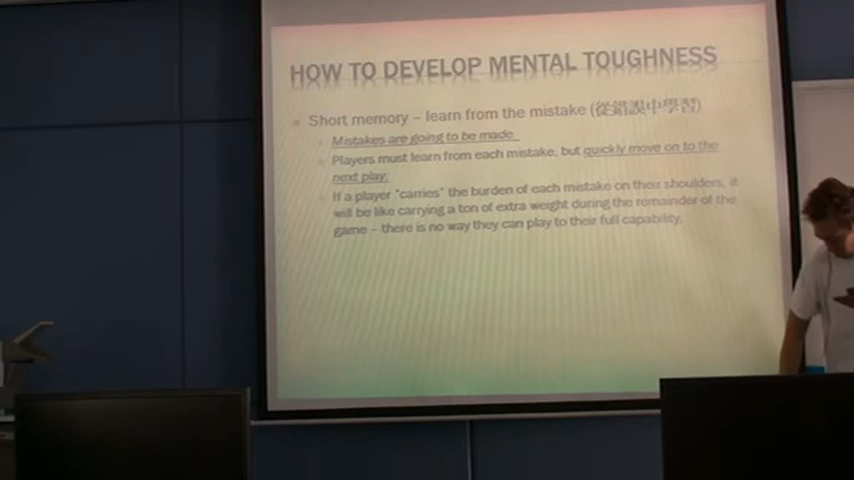 HOW TO DEVELOP MENTAL TOUGHNESS
Short memory – learn from the mistake (從錯誤中學習)
Mistakes are going to be made.
Players must learn from each mistake, but quickly move on to the
next play.
If a player "carries" the burden of each mistake on their shoulders, it
will be like carrying a ton of extra weight during the remainder of the
game – there is no way they can play to their full capability.